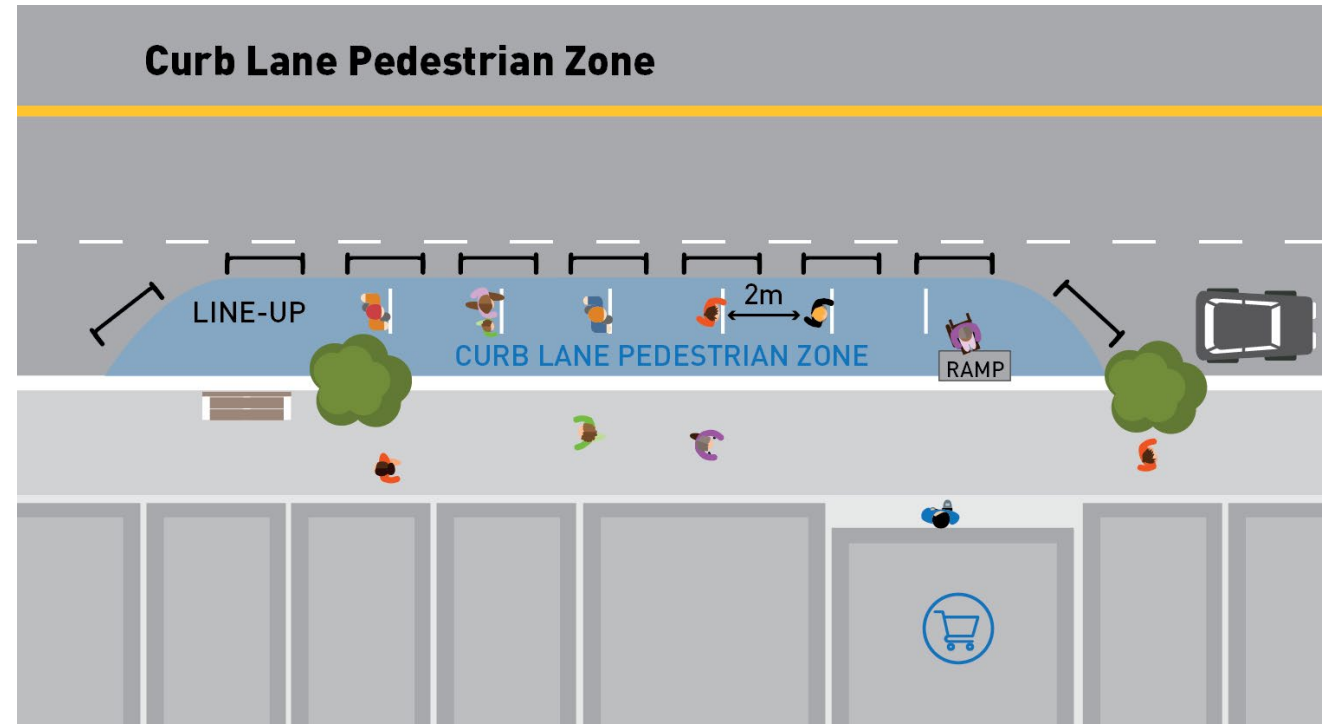 Curb Lane Pedestrian Zone
LINE-UP
2m
CURB LANE PEDESTRIAN ZONE
RAMP